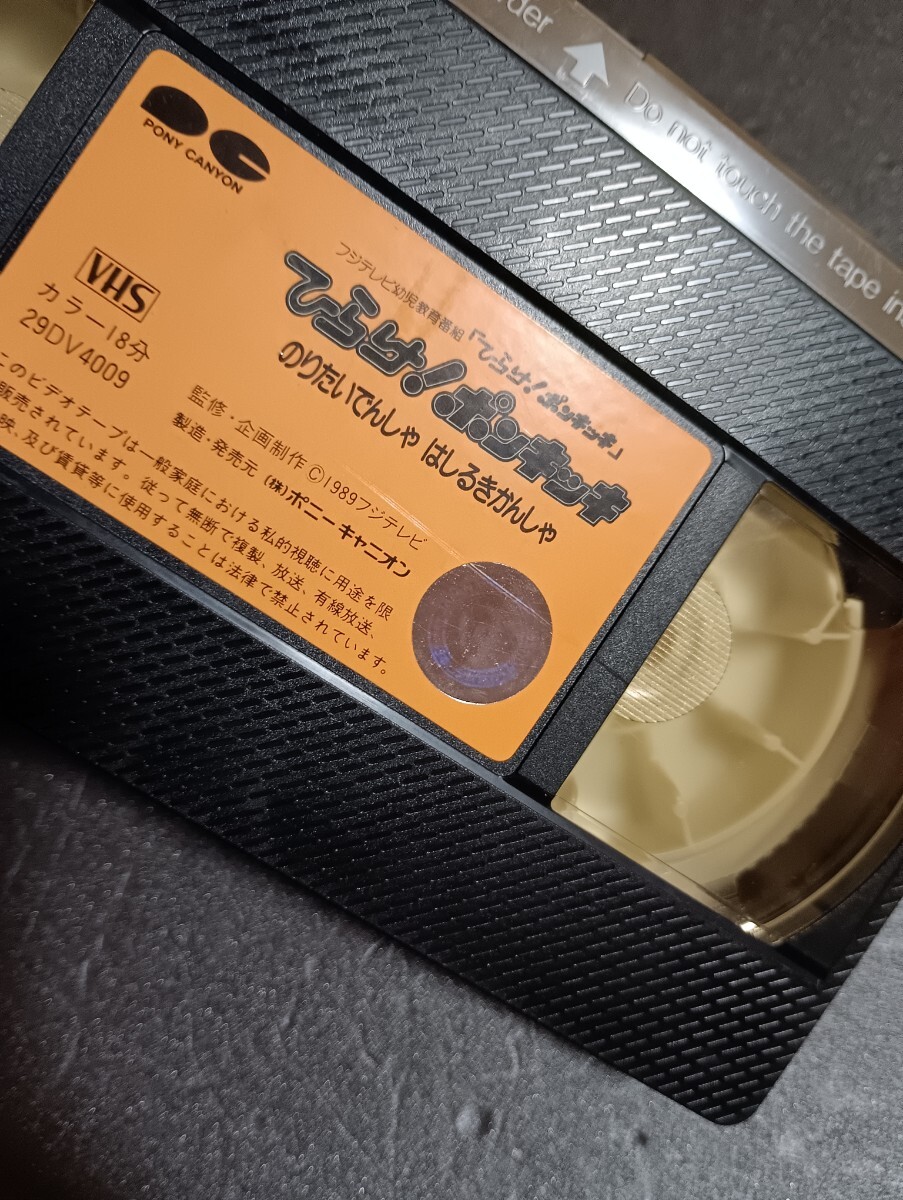 Do not touch the tape
PONY CANYON
VHS
カラー18分
29DV4009
フジテレビ幼児教育番組「ひらけ!ポンキッキ」
ひらけ!ポンキッキ
のりたいでんしゃ はしるきかんしゃ
監修・企画制作 ©1989フジテレビ
製造・発売元 (株)ポニーキャニオン
このビデオテープは一般家庭における私的視聴に用途を限
販売されています。従って無断で複製、放送、有線放送、
映、及び賃貸等に使用することは法律で禁止されています。